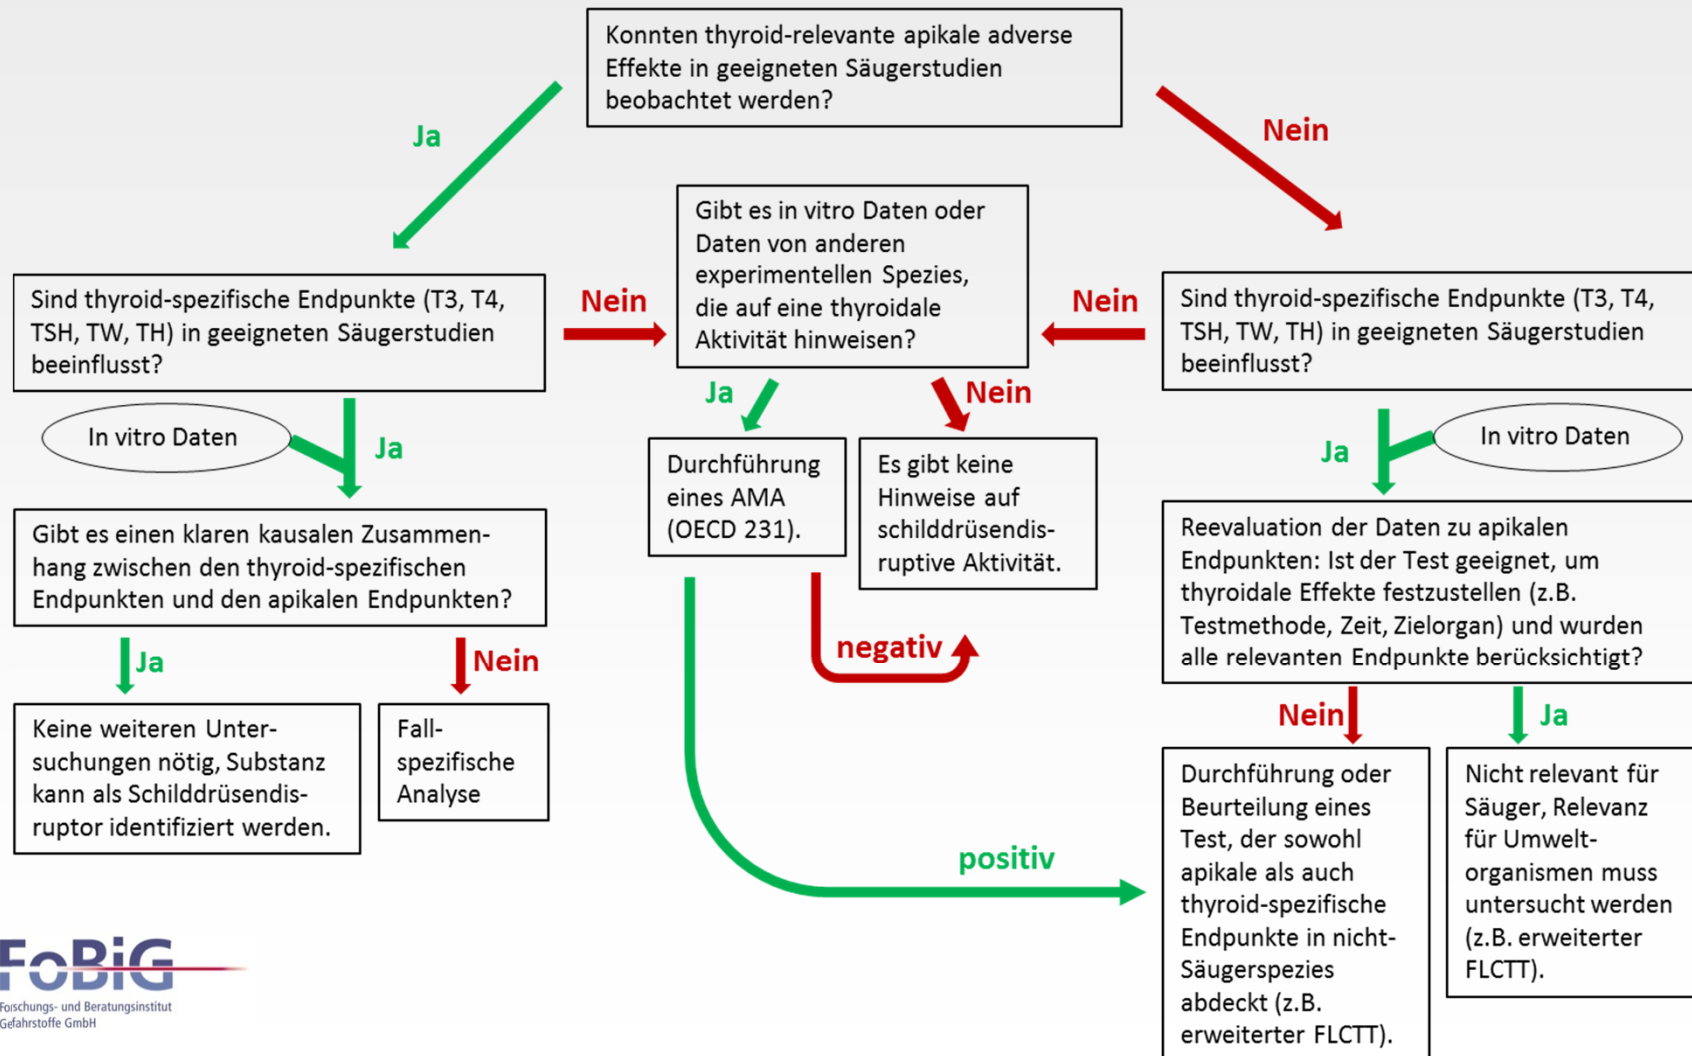 Konnten thyroid-relevante apikale adverse
Effekte in geeigneten Säugerstudien
beobachtet werden?
Ja
Nein
Gibt es in vitro Daten oder
Daten von anderen
experimentellen Spezies,
die auf eine thyroidale
Aktivität hinweisen?
Sind thyroid-spezifische Endpunkte (T3, T4,
TSH, TW, TH) in geeigneten Säugerstudien
beeinflusst?
Nein
Nein
Sind thyroid-spezifische Endpunkte (T3, T4,
TSH, TW, TH) in geeigneten Säugerstudien
beeinflusst?
In vitro Daten
Ja
Ja
Nein
Ja
In vitro Daten
Durchführung
eines AMA
(OECD 231).
Es gibt keine
Hinweise auf
schilddrüsendis-
ruptive Aktivität.
Gibt es einen klaren kausalen Zusammen-
hang zwischen den thyroid-spezifischen
Endpunkten und den apikalen Endpunkten?
Reevaluation der Daten zu apikalen
Endpunkten: Ist der Test geeignet, um
thyroidale Effekte festzustellen (z.B.
Testmethode, Zeit, Zielorgan) und wurden
alle relevanten Endpunkte berücksichtigt?
Ja
Nein
negativ
Nein
Ja
Keine weiteren Unter-
suchungen nötig, Substanz
kann als Schilddrüsendis-
ruptor identifiziert werden.
Fall-
spezifische
Analyse
positiv
Durchführung oder
Beurteilung eines
Test, der sowohl
apikale als auch
thyroid-spezifische
Endpunkte in nicht-
Säugerspezies
abdeckt (z.B.
erweiterter FLCTT).
Nicht relevant für
Säuger, Relevanz
für Umwelt-
organismen muss
untersucht werden
(z.B. erweiterter
FLCTT).
FoBiG
Forschungs- und Beratungsinstitut
Gefahrstoffe GmbH